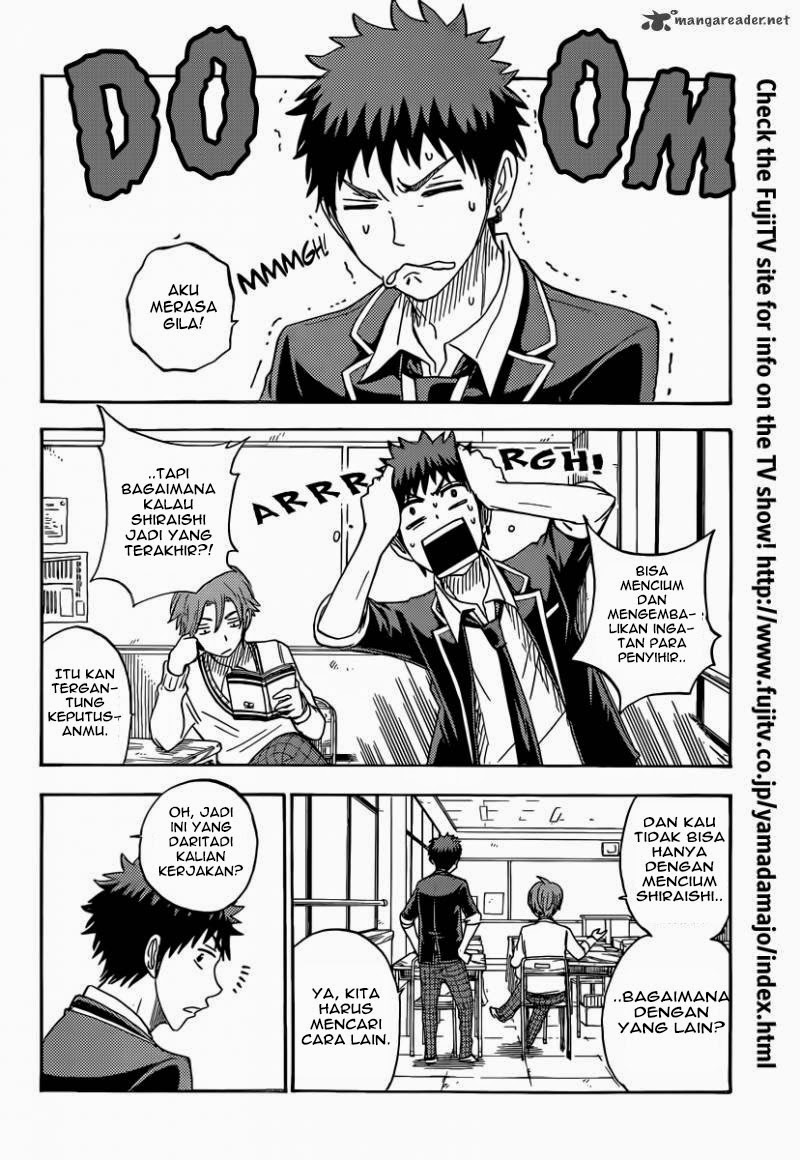 mangareader.net
DO OM
MMMGH!
AKU
MERASA
GILA!
Check the FujiTV site for info on the TV show! http://www.fujitv.co.jp/yamadamajo/index.html
ARRR RGH!
BISA
MENCIUM
DAN
MENGEMBA-
LIKAN INGA-
TAN PARA
PENYIHIR..
..TAPI
BAGAIMANA
KALAU
SHIRAISHI
JADI YANG
TERAKHIR?!
ITU KAN
TERGAN-
TUNG
KEPUTUS-
ANMU.
DAN KAU
TIDAK BISA
HANYA
DENGAN
MENCIUM
SHIRAISHI..
..BAGAIMANA
DENGAN
YANG LAIN?
YA, KITA
HARUS
MENCARI
CARA LAIN.
OH, JADI
INI YANG
DARITADI
KALIAN
KERJAKAN?